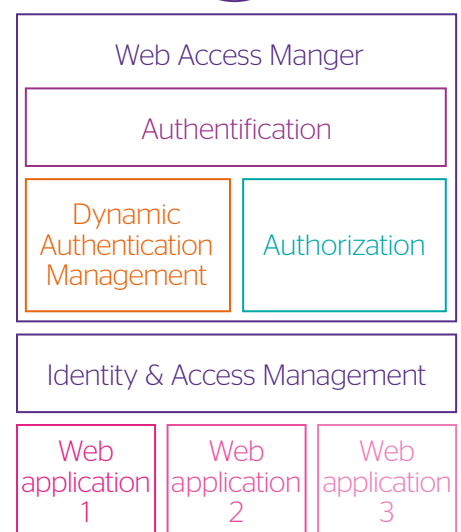 Web Access Manger
Authentification
Dynamic
Authentication
Management
Authorization
Identity & Access Management
Web
application
1
Web
application
2
Web
application
3